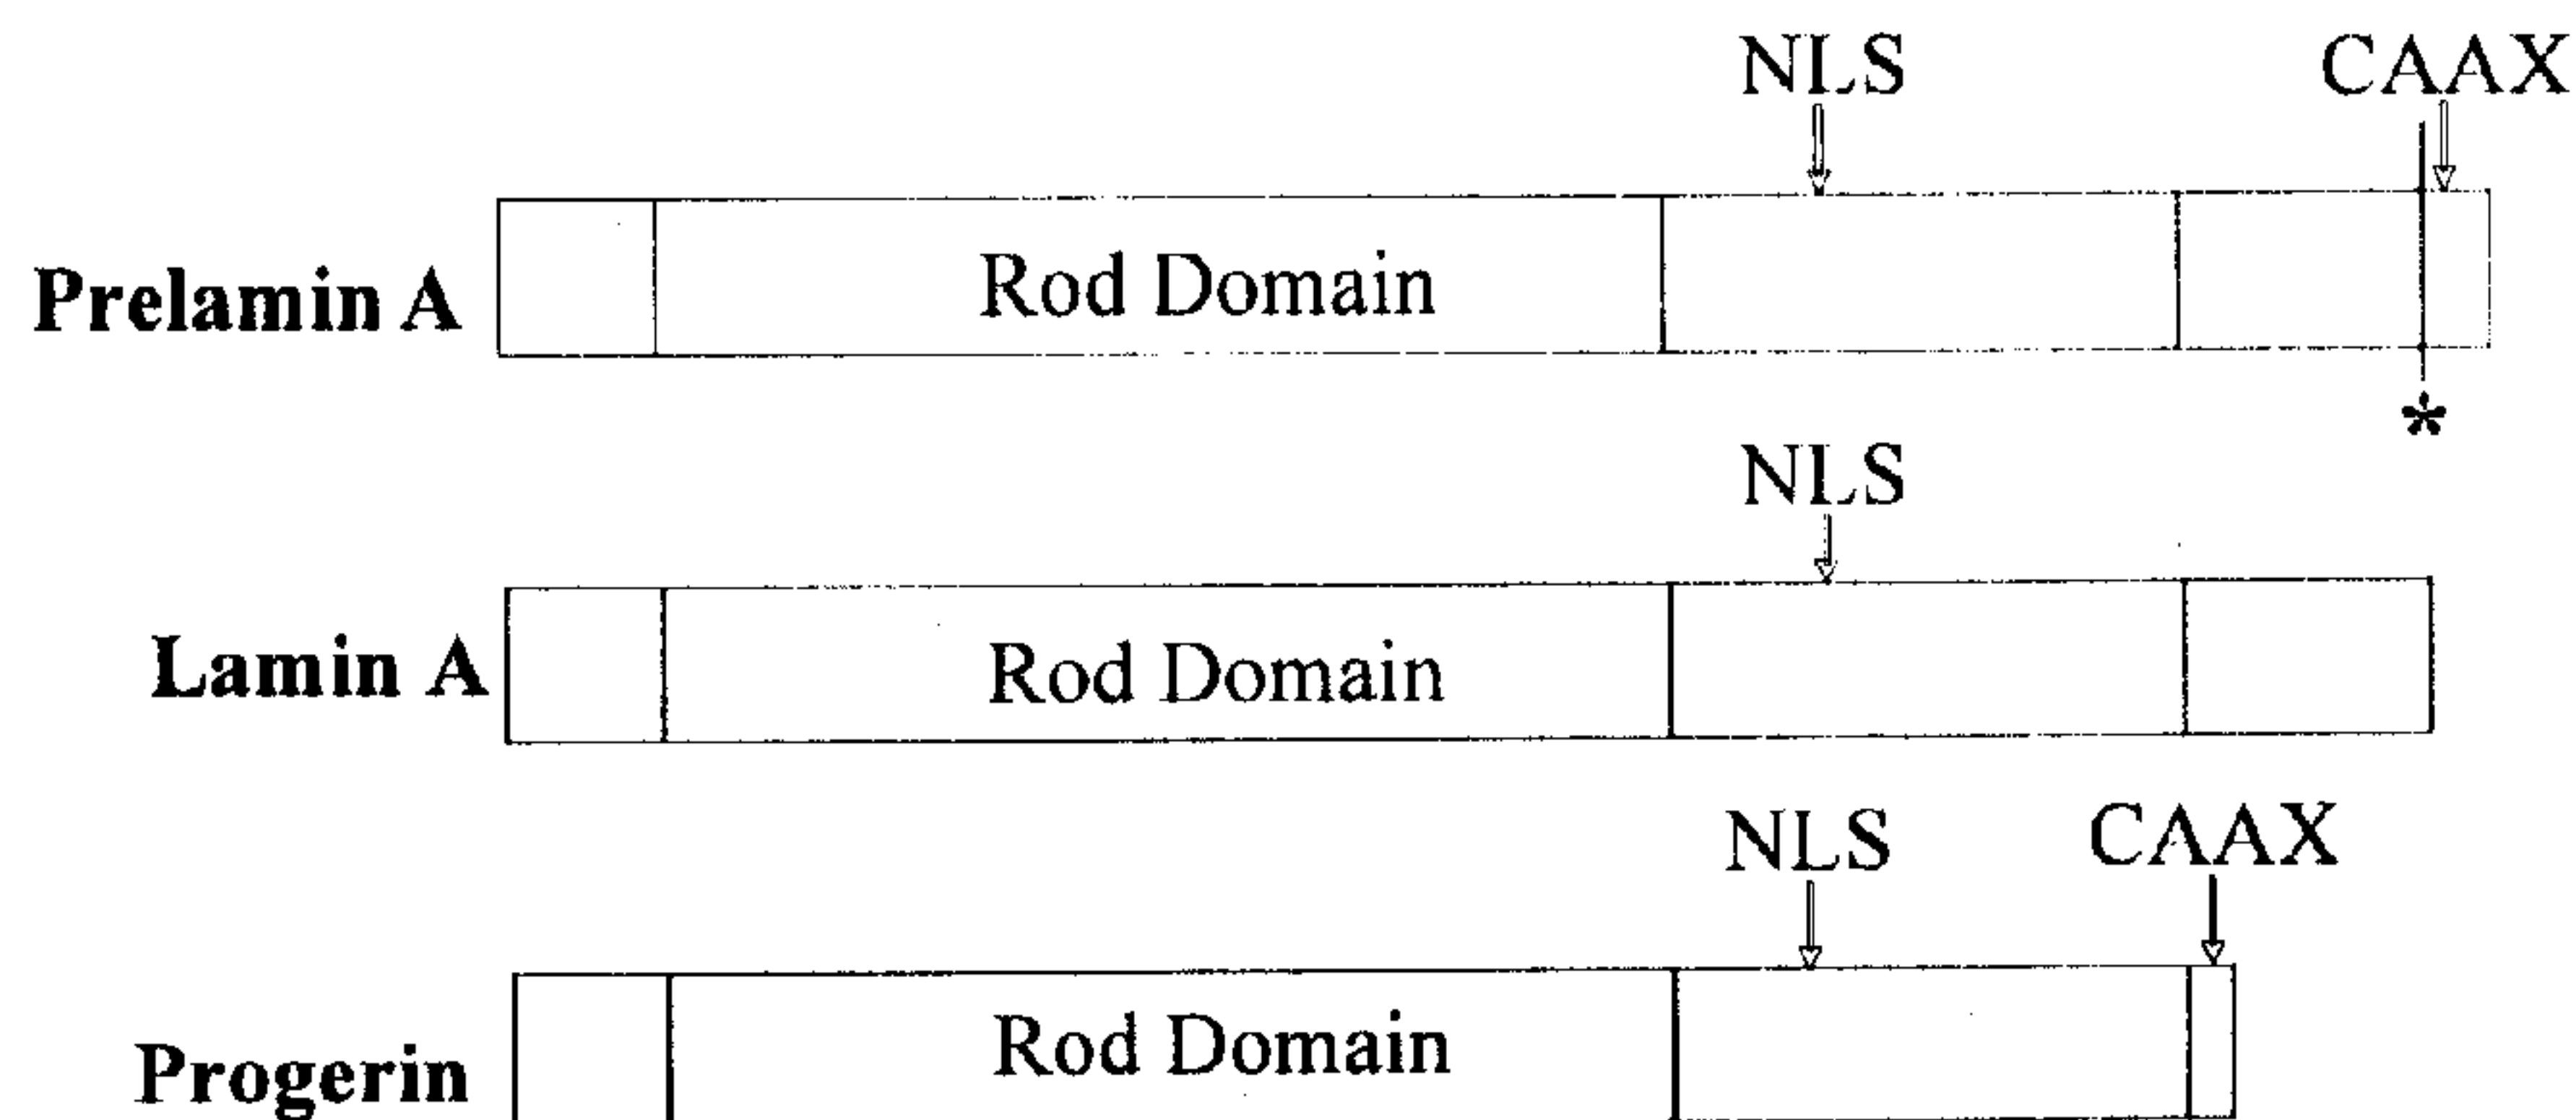 NLS CAAX
Prelamin A Rod Domain
*
NLS
Lamin A Rod Domain
NLS CAAX
Progerin Rod Domain